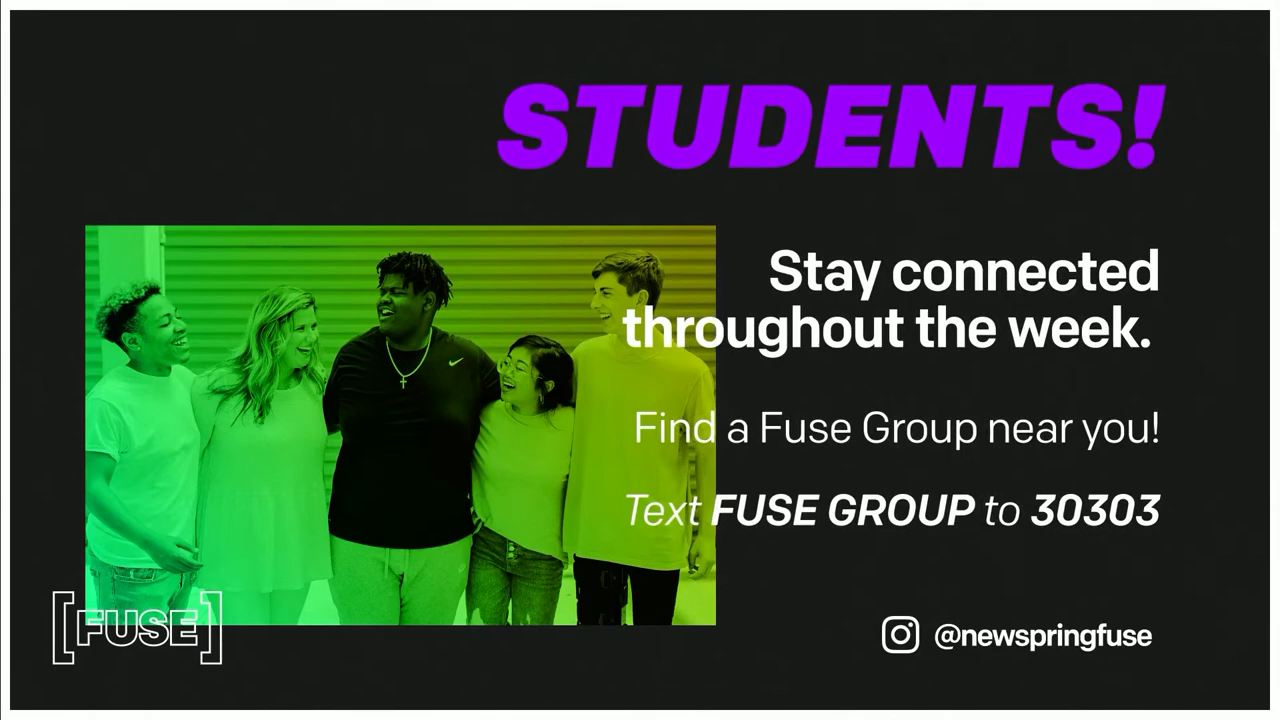 STUDENTS!
Stay connected
throughout the week.
Find a Fuse Group near you!
Text FUSE GROUP to 30303
[FUSE]
@newspringfuse